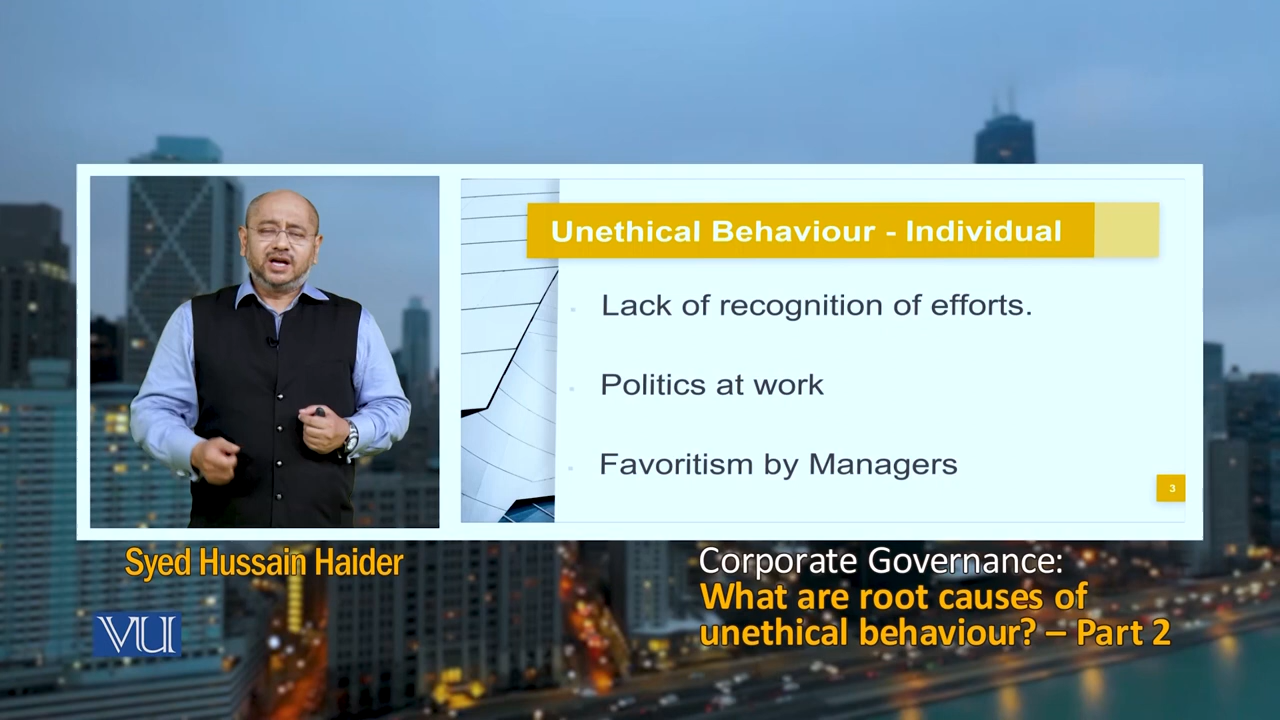 Unethical Behaviour - Individual
Lack of recognition of efforts.
Politics at work
Favoritism by Managers
3
Syed Hussain Haider
Corporate Governance:
What are root causes of
unethical behaviour? – Part 2
VU